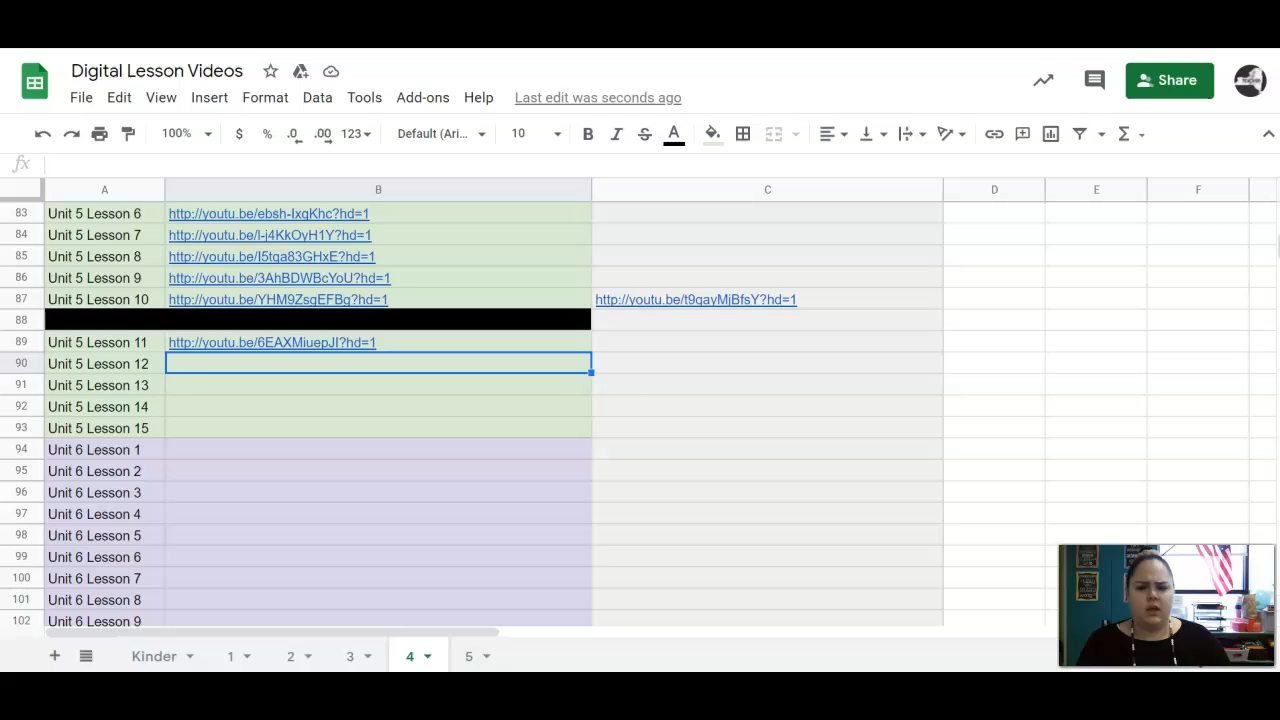 Digital Lesson Videos
File Edit View Insert Format Data Tools Add-ons Help Last edit was seconds ago
Share
100% $ % .0 .00 123 Default (Ari... 10 B I S A Σ
fx
A B C D E F
83 Unit 5 Lesson 6 http://youtu.be/ebsh-IxqKhc?hd=1
84 Unit 5 Lesson 7 http://youtu.be/l-j4KkOyH1Y?hd=1
85 Unit 5 Lesson 8 http://youtu.be/I5tqa83GHxE?hd=1
86 Unit 5 Lesson 9 http://youtu.be/3AhBDWBcYoU?hd=1
87 Unit 5 Lesson 10 http://youtu.be/YHM9ZsgEFBg?hd=1 http://youtu.be/t9qayMjBfsY?hd=1
88
89 Unit 5 Lesson 11 http://youtu.be/6EAXMiuepJI?hd=1
90 Unit 5 Lesson 12
91 Unit 5 Lesson 13
92 Unit 5 Lesson 14
93 Unit 5 Lesson 15
94 Unit 6 Lesson 1
95 Unit 6 Lesson 2
96 Unit 6 Lesson 3
97 Unit 6 Lesson 4
98 Unit 6 Lesson 5
99 Unit 6 Lesson 6
100 Unit 6 Lesson 7
101 Unit 6 Lesson 8
102 Unit 6 Lesson 9
+ Kinder 1 2 3 4 5